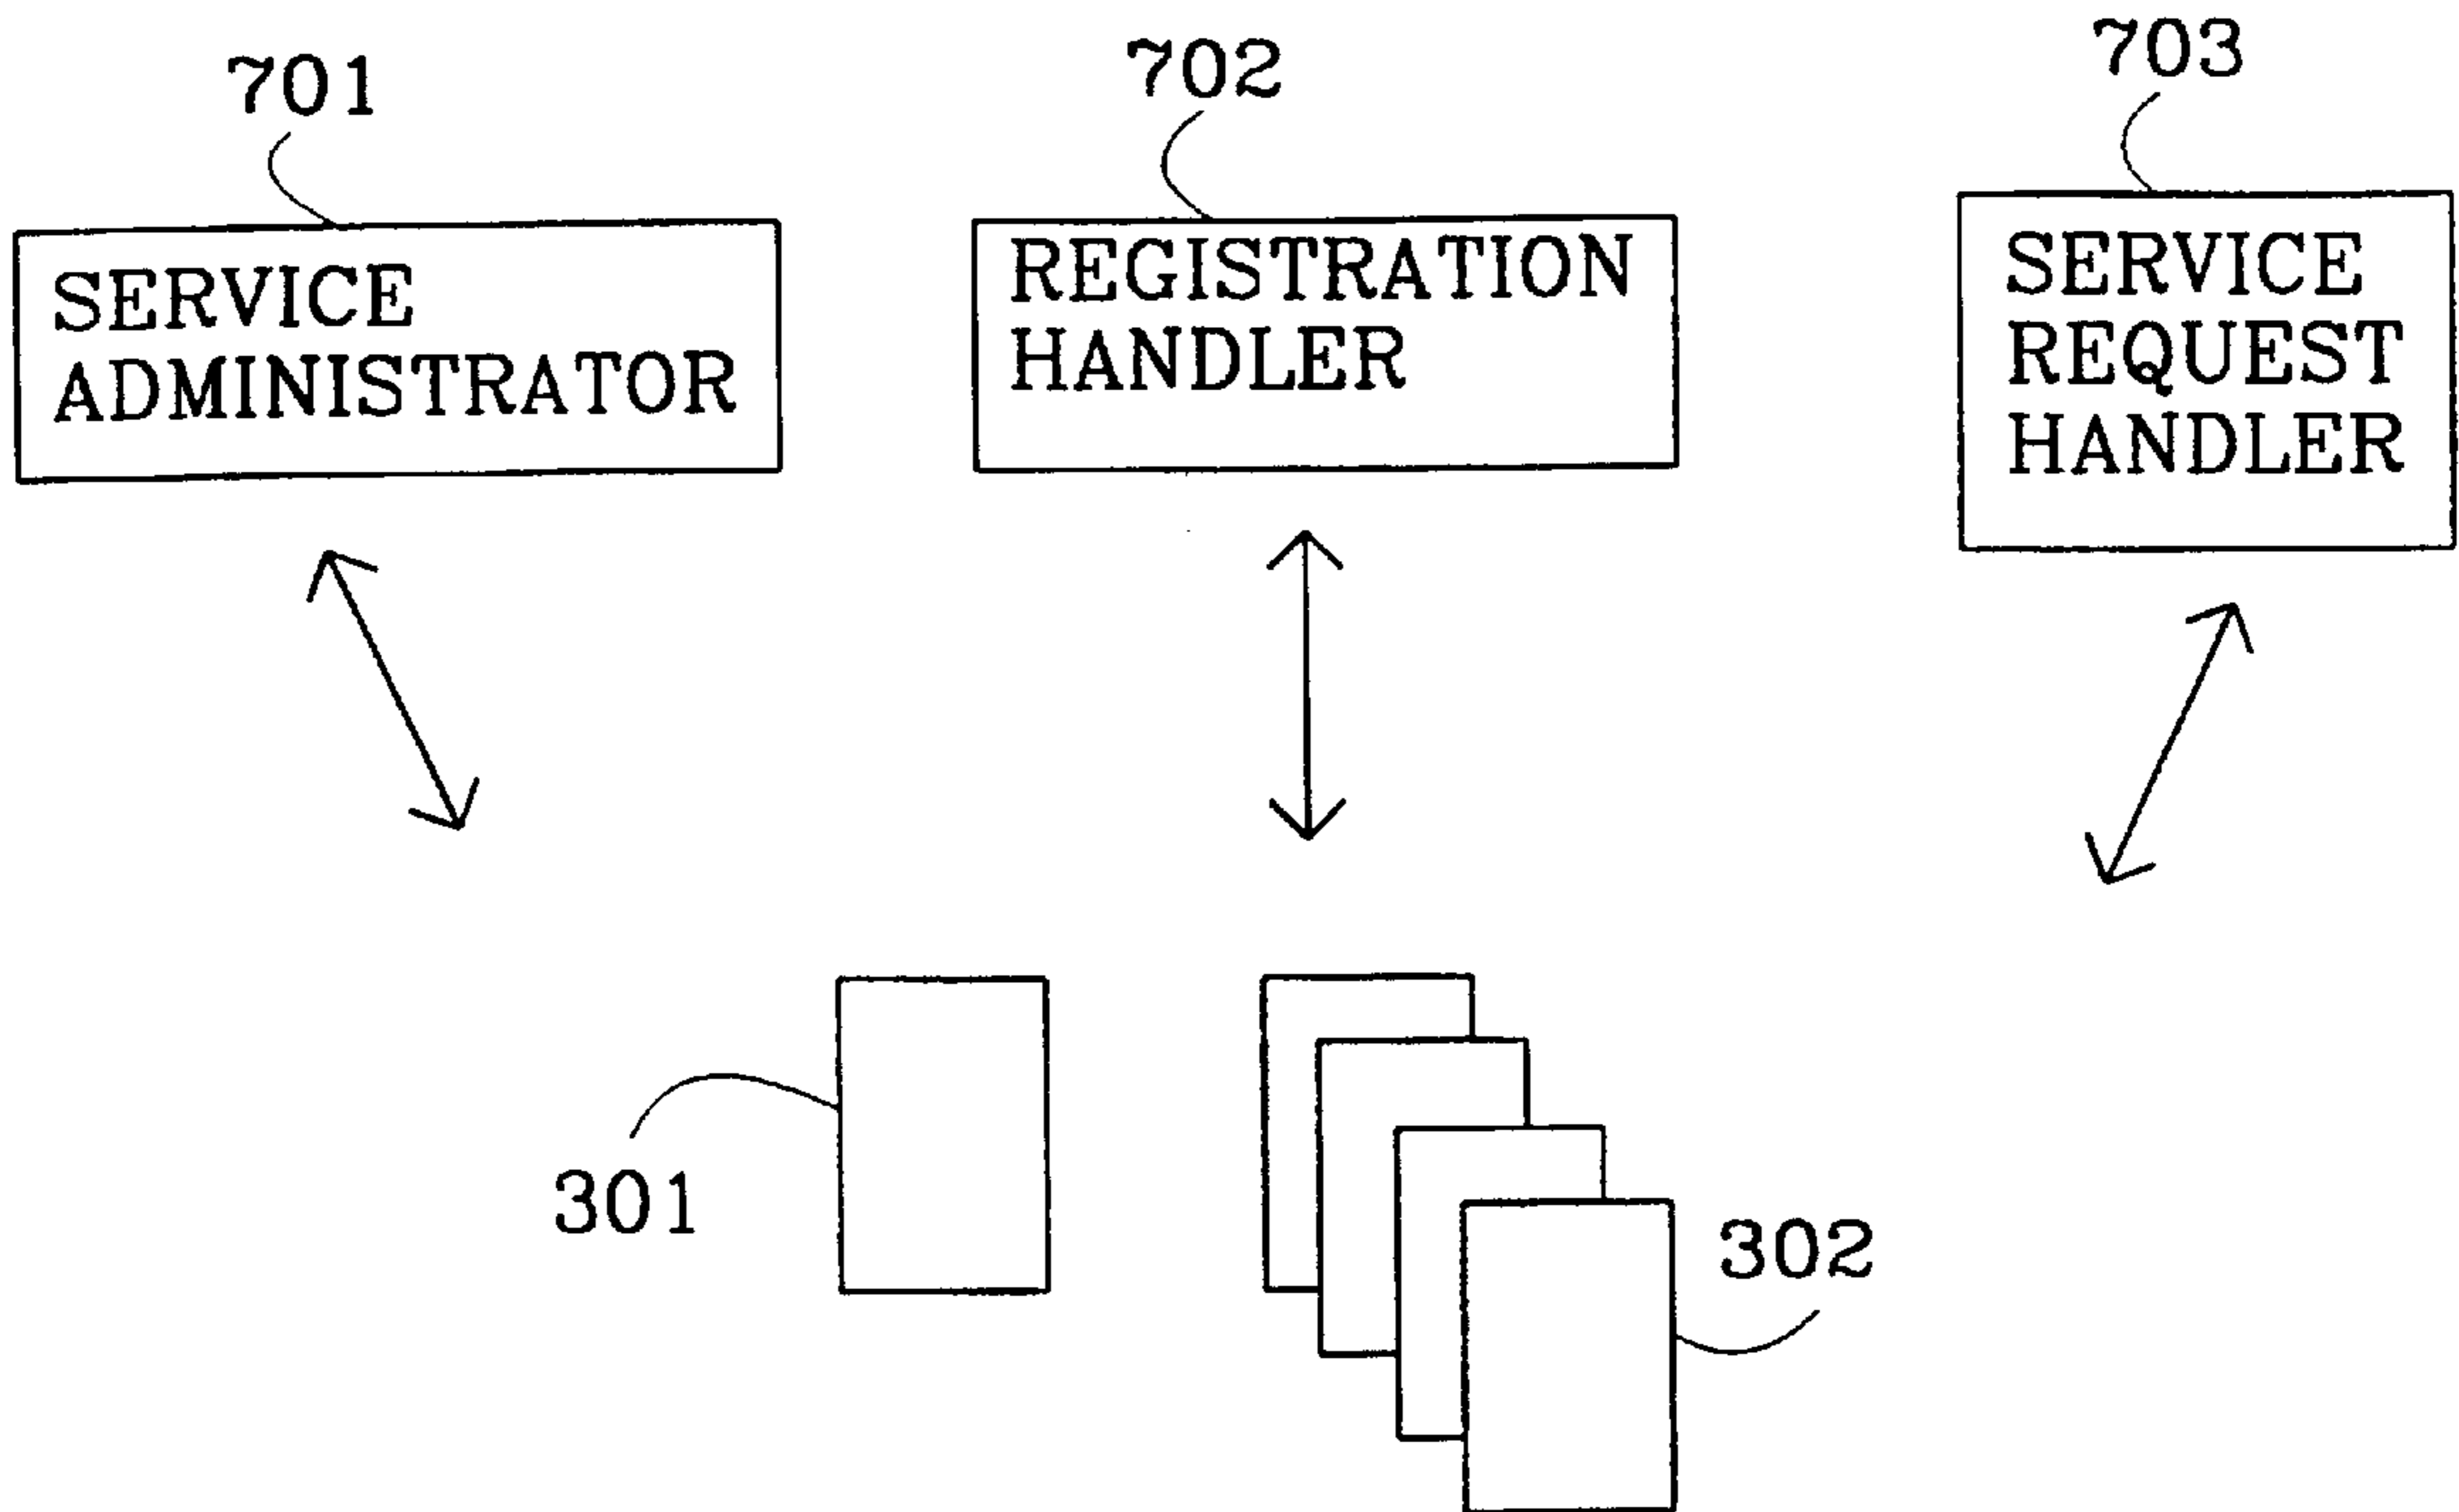 701
702
703
SERVICE
ADMINISTRATOR
REGISTRATION
HANDLER
SERVICE
REQUEST
HANDLER
301
302